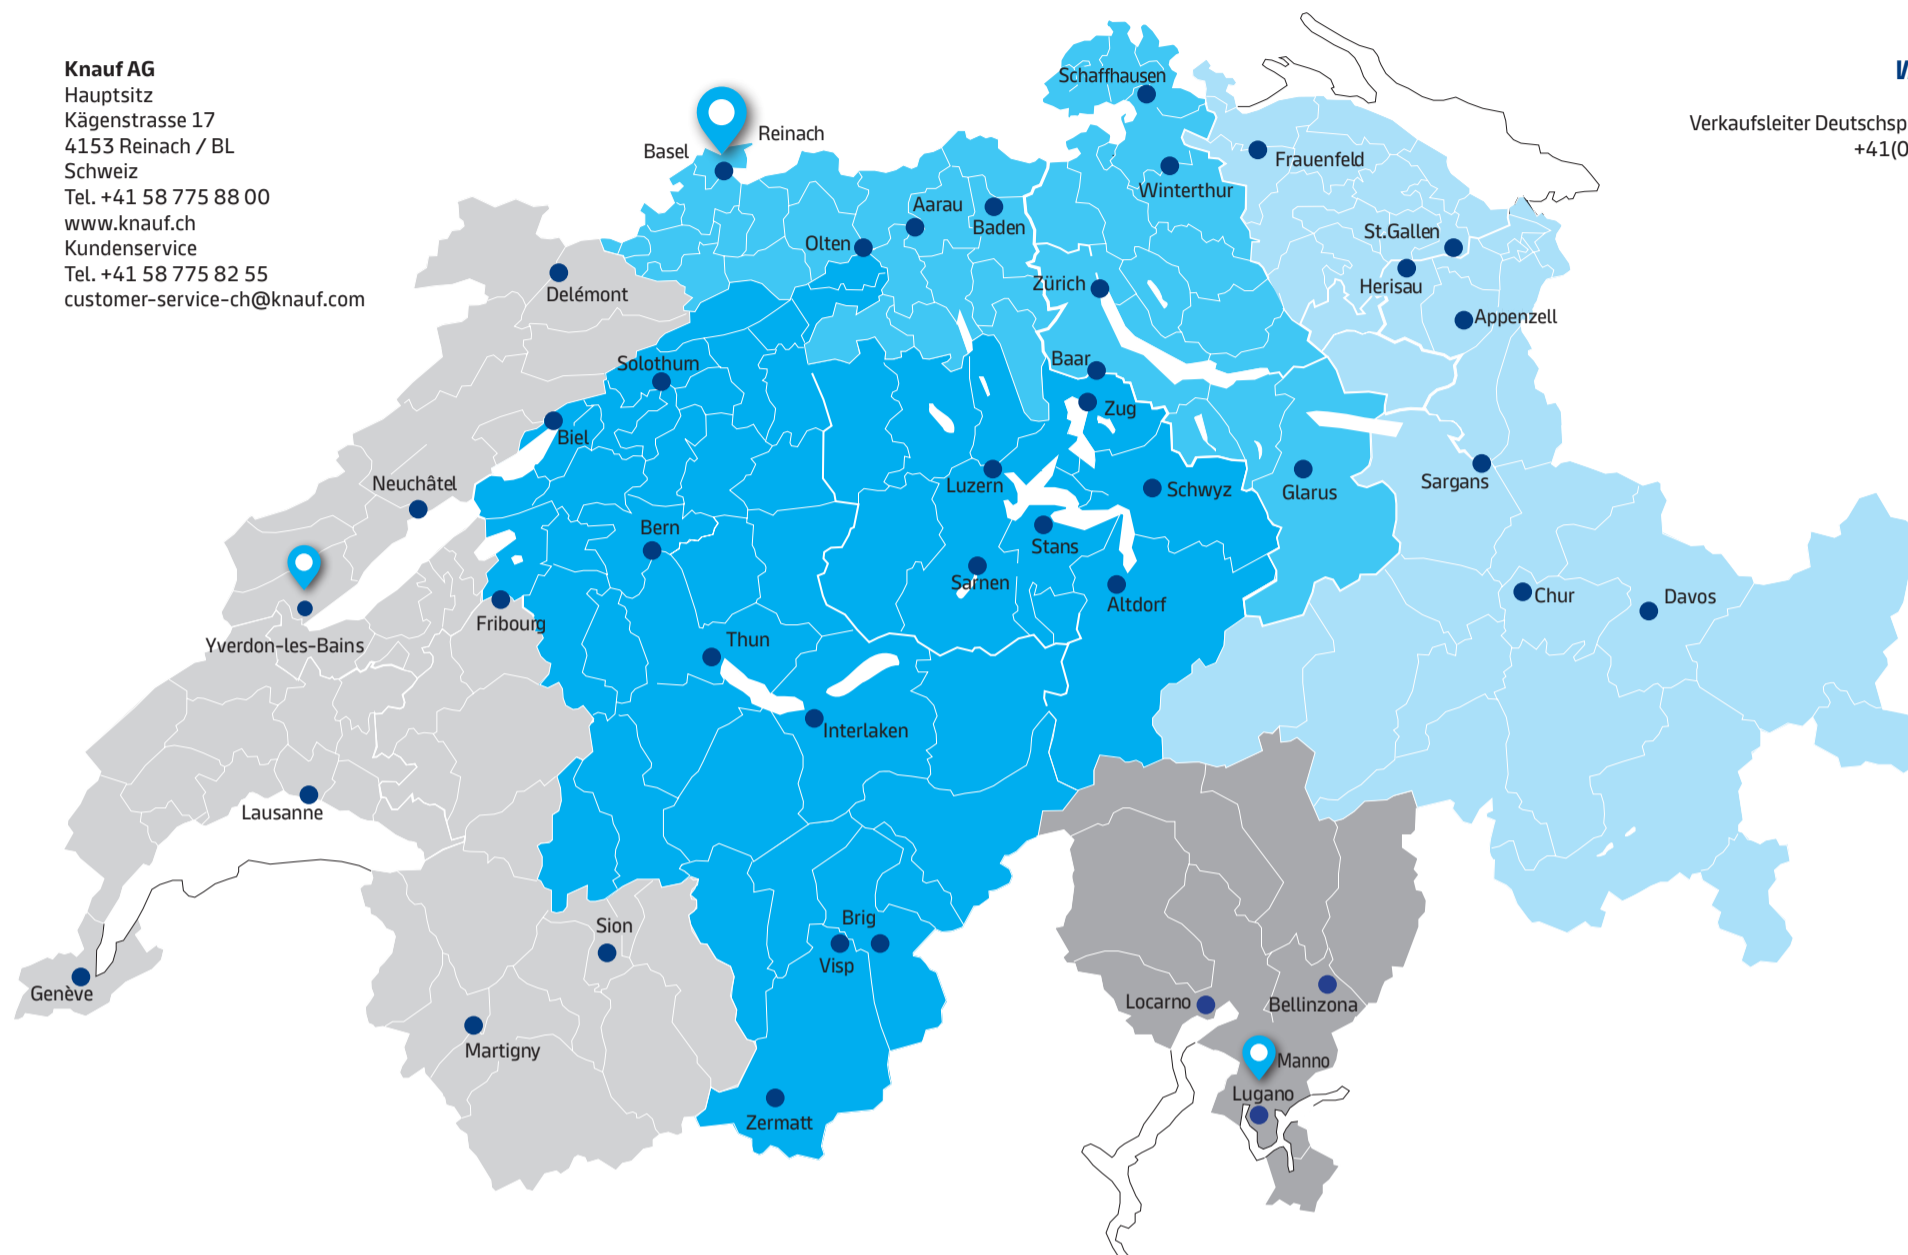 Knauf AG
Hauptsitz
Kägenstrasse 17
4153 Reinach / BL
Schweiz
Tel. +41 58 775 88 00
www.knauf.ch
Kundenservice
Tel. +41 58 775 82 55
customer-service-ch@knauf.com
Verkaufsleiter Deutschsp
+41(0
Schaffhausen
Reinach
Basel
Frauenfeld
Winterthur
Aarau
Baden
Olten
St.Gallen
Zürich
Herisau
Delémont
Appenzell
Solothurn
Baar
Zug
Biel
Neuchâtel
Luzern
Schwyz
Glarus
Sargans
Bern
Stans
Sarnen
Altdorf
Chur
Davos
Fribourg
Yverdon-les-Bains
Thun
Interlaken
Lausanne
Sion
Brig
Visp
Genève
Locarno
Bellinzona
Martigny
Manno
Lugano
Zermatt